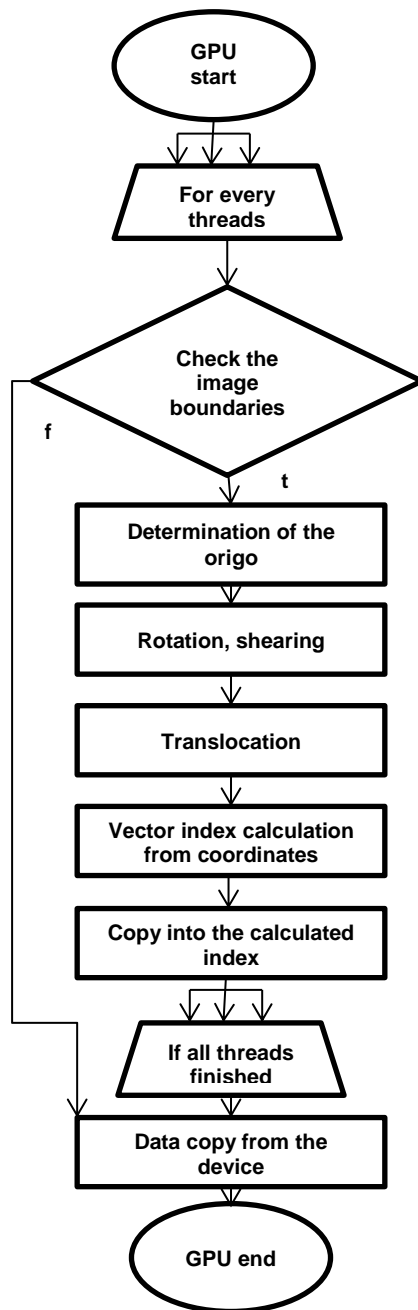 GPU
start
For every
threads
Check the
image
boundaries
f
t
Determination of the
origo
Rotation, shearing
Translocation
Vector index calculation
from coordinates
Copy into the calculated
index
If all threads
finished
Data copy from the
device
GPU end